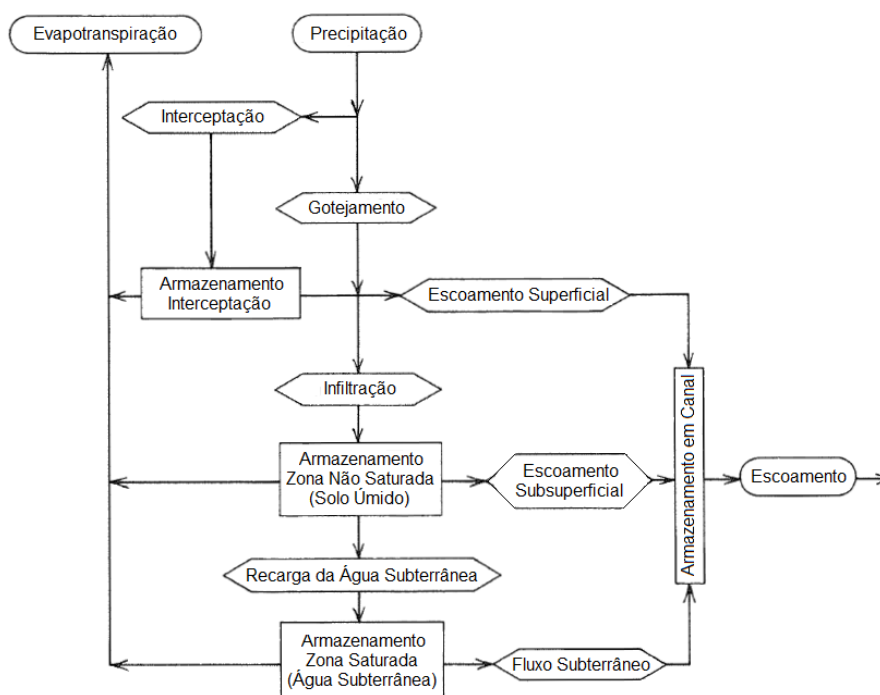 Evapotranspiração
Precipitação
Interceptação
Gotejamento
Armazenamento
Interceptação
Escoamento Superficial
Infiltração
Armazenamento em Canal
Armazenamento
Zona Não Saturada
(Solo Úmido)
Escoamento
Subsuperficial
Escoamento
Recarga da Água Subterrânea
Armazenamento
Zona Saturada
(Água Subterrânea)
Fluxo Subterrâneo